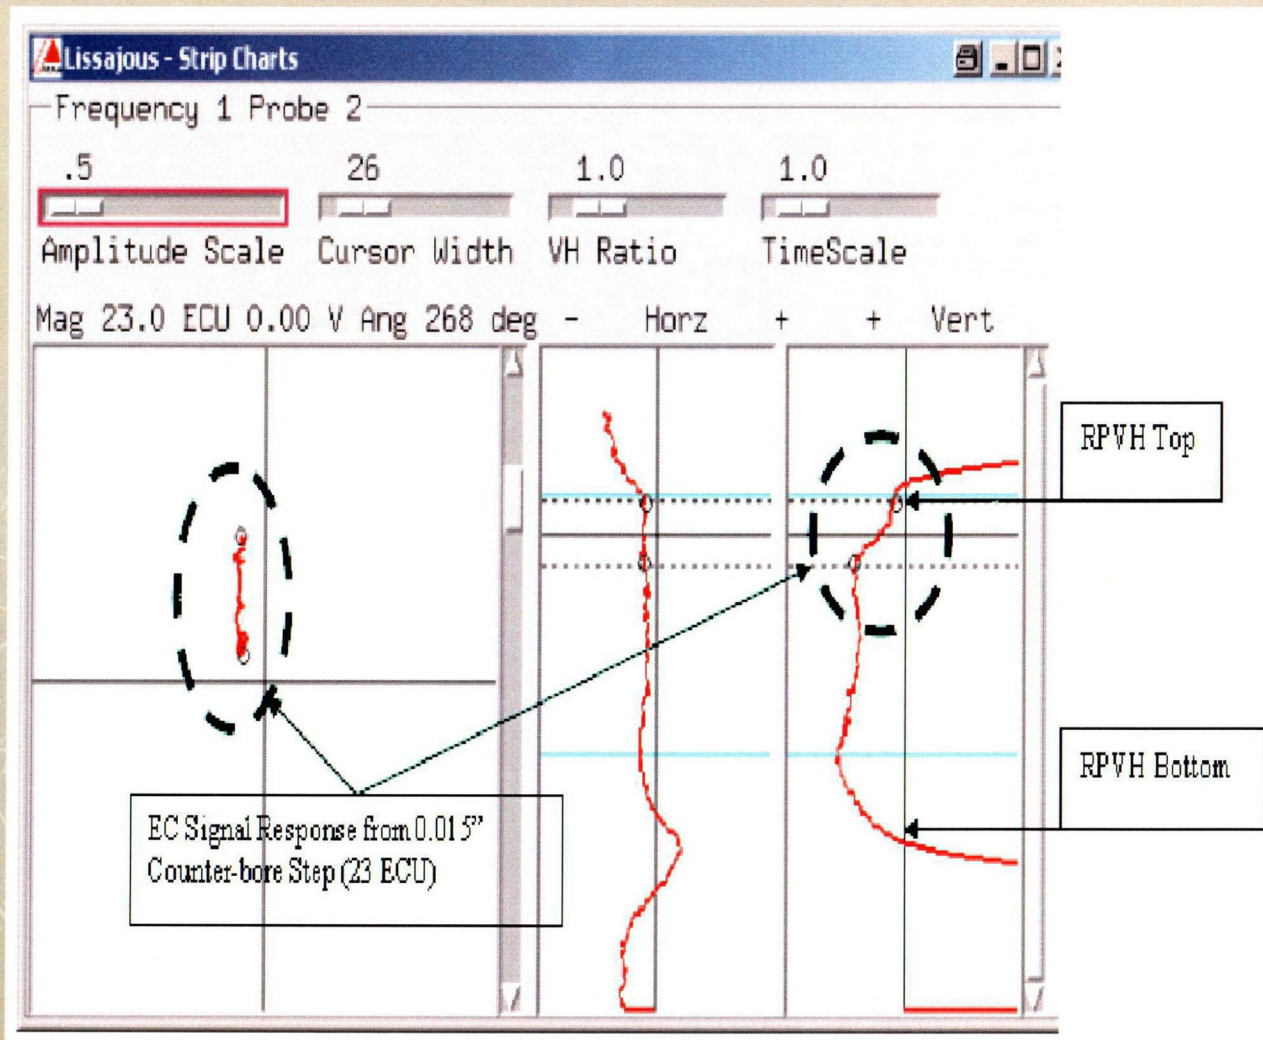 Lissajous - Strip Charts
Frequency 1 Probe 2
.5 26 1.0 1.0
Amplitude Scale Cursor Width VH Ratio TimeScale
Mag 23.0 ECU 0.00 V Ang 268 deg - Horz + + Vert
RPVH Top
RPVH Bottom
EC Signal Response from 0.015”
Counter-bore Step (23 ECU)